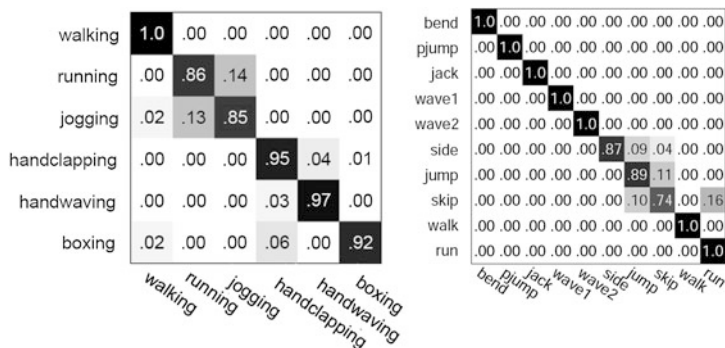 walking 1.0 .00 .00 .00 .00 .00
running .00 .86 .14 .00 .00 .00
jogging .02 .13 .85 .00 .00 .00
handclapping .00 .00 .00 .95 .04 .01
handwaving .00 .00 .00 .03 .97 .00
boxing .02 .00 .00 .06 .00 .92
walking running jogging handclapping handwaving boxing
bend 1.0 .00 .00 .00 .00 .00 .00 .00 .00 .00
pjump .00 1.0 .00 .00 .00 .00 .00 .00 .00 .00
jack .00 .00 1.0 .00 .00 .00 .00 .00 .00 .00
wave1 .00 .00 .00 1.0 .00 .00 .00 .00 .00 .00
wave2 .00 .00 .00 .00 1.0 .00 .00 .00 .00 .00
side .00 .00 .00 .00 .00 .87 .09 .04 .00 .00
jump .00 .00 .00 .00 .00 .00 .89 .11 .00 .00
skip .00 .00 .00 .00 .00 .00 .10 .74 .00 .16
walk .00 .00 .00 .00 .00 .00 .00 .00 1.0 .00
run .00 .00 .00 .00 .00 .00 .00 .00 .00 1.0
bend pjump jack wave1 wave2 side jump skip walk run